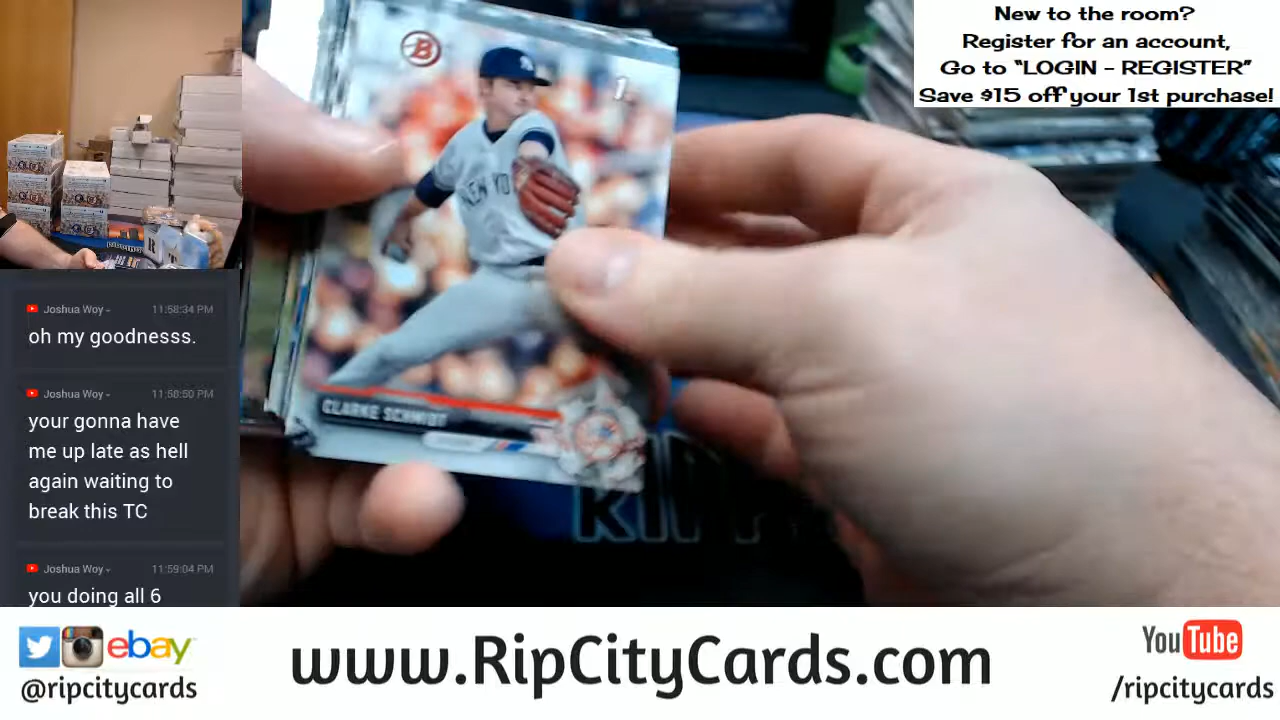 New to the room?
Register for an account,
Go to “LOGIN - REGISTER”
Save $15 off your 1st purchase!
B
1
NEW YO
CLARKE SCHMIDT
Joshua Woy 11:58:34 PM
oh my goodnesss.
Joshua Woy 11:58:50 PM
your gonna have
me up late as hell
again waiting to
break this TC
Joshua Woy 11:59:04 PM
you doing all 6
ebay
@ripcitycards
www.RipCityCards.com
YouTube
/ripcitycards